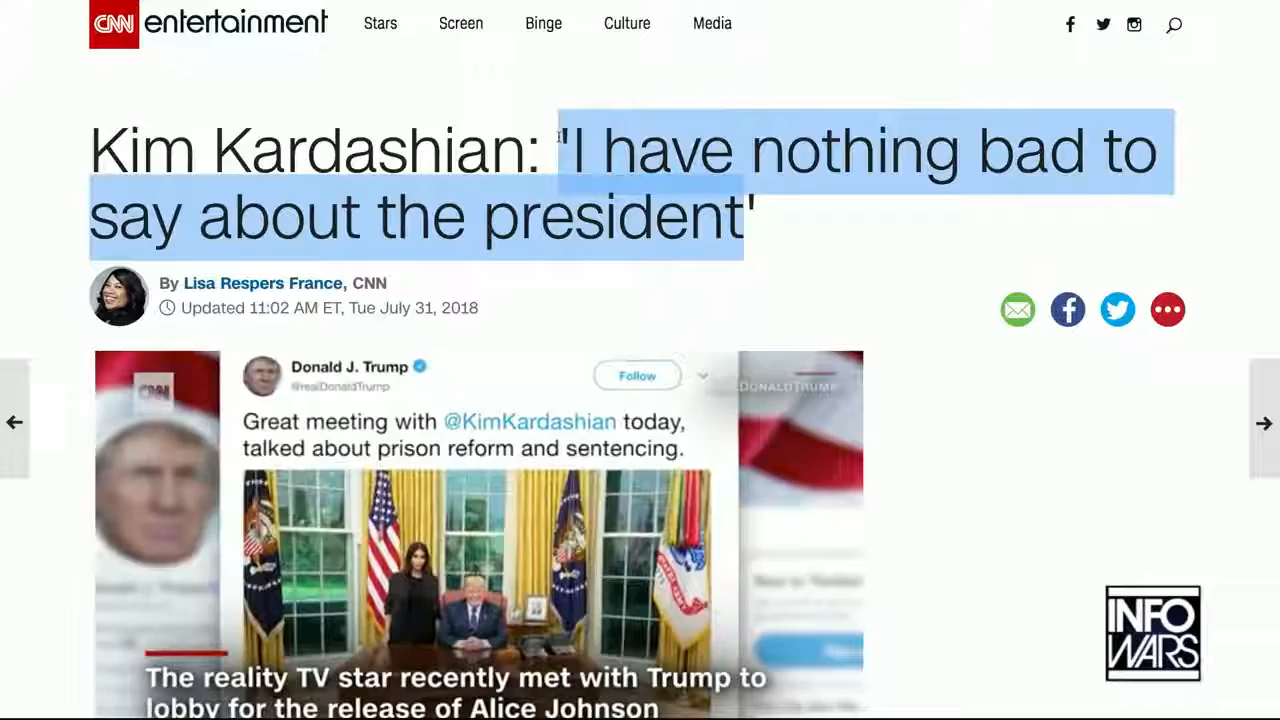 CNN entertainment Stars Screen Binge Culture Media
Kim Kardashian: 'I have nothing bad to
say about the president'
By Lisa Respers France, CNN
Updated 11:02 AM ET, Tue July 31, 2018
CNN
Donald J. Trump
@realDonaldTrump
Follow
DONALDTRUMP
Great meeting with @KimKardashian today,
talked about prison reform and sentencing.
The reality TV star recently met with Trump to
lobby for the release of Alice Johnson
INFO
WARS